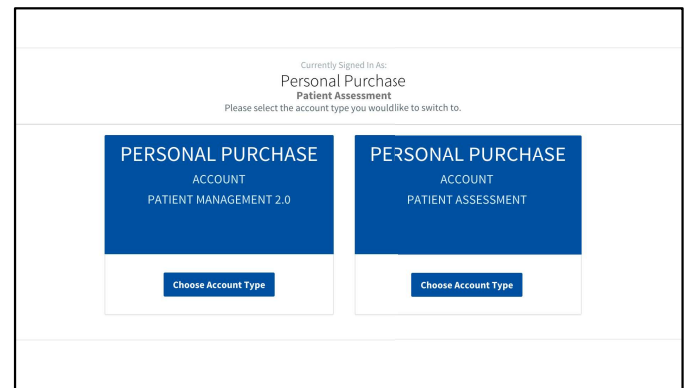 Currently Signed In As:
Personal Purchase
Patient Assessment
Please select the account type you wouldlike to switch to.
PERSONAL PURCHASE
ACCOUNT
PATIENT MANAGEMENT 2.0
Choose Account Type
PERSONAL PURCHASE
ACCOUNT
PATIENT ASSESSMENT
Choose Account Type